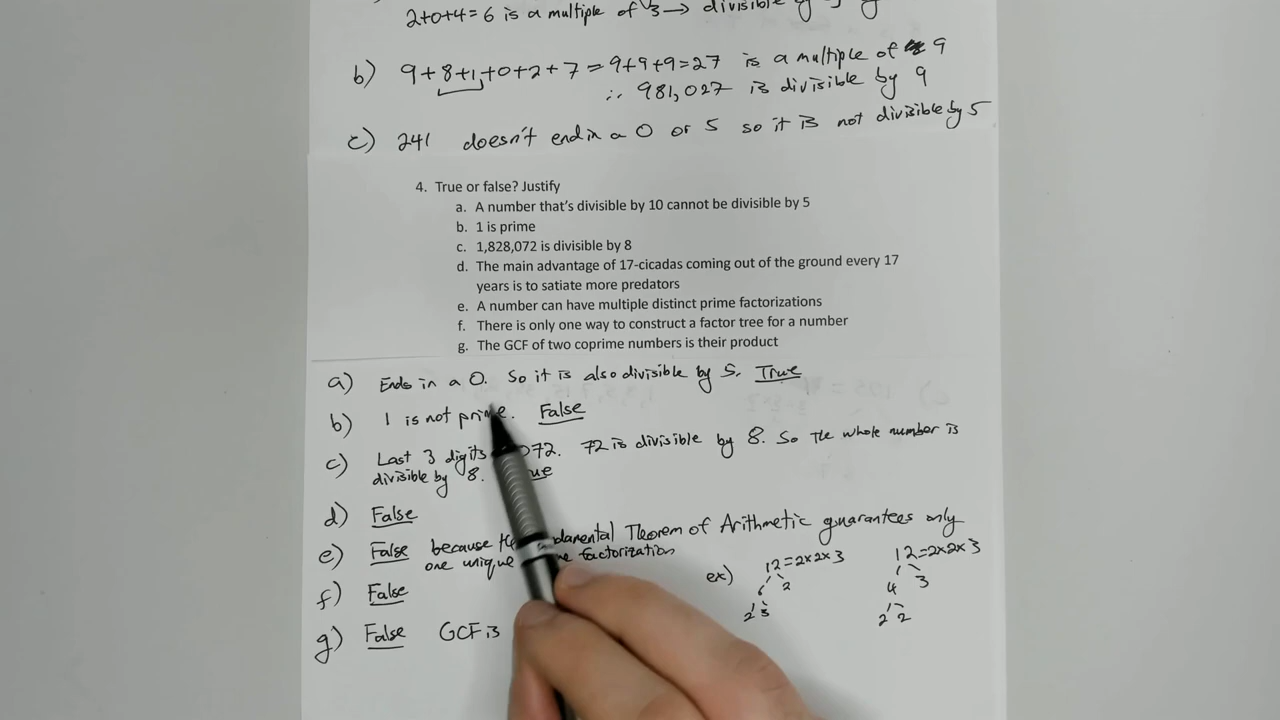 2+0+4=6 is a multiple of 3 → divisible by
b) 9+8+1+0+2+7=9+9+9=27 is a multiple of 9
∴ 981,027 is divisible by 9
c) 241 doesn't end in a 0 or 5 so it is not divisible by 5
4. True or false? Justify
a. A number that's divisible by 10 cannot be divisible by 5
b. 1 is prime
c. 1,828,072 is divisible by 8
d. The main advantage of 17-cicadas coming out of the ground every 17
years is to satiate more predators
e. A number can have multiple distinct prime factorizations
f. There is only one way to construct a factor tree for a number
g. The GCF of two coprime numbers is their product
a) Ends in a 0. So it is also divisible by 5. True
b) 1 is not prime. False
c) Last 3 digits 072. 72 is divisible by 8. So the whole number is
divisible by 8.
d) False
e) False because Theorem of Arithmetic guarantees only
one unique factorization
ex) 12=2×2×3 12=2×2×3
6 2 4 3
2 3 2 2
f) False
g) False GCF is